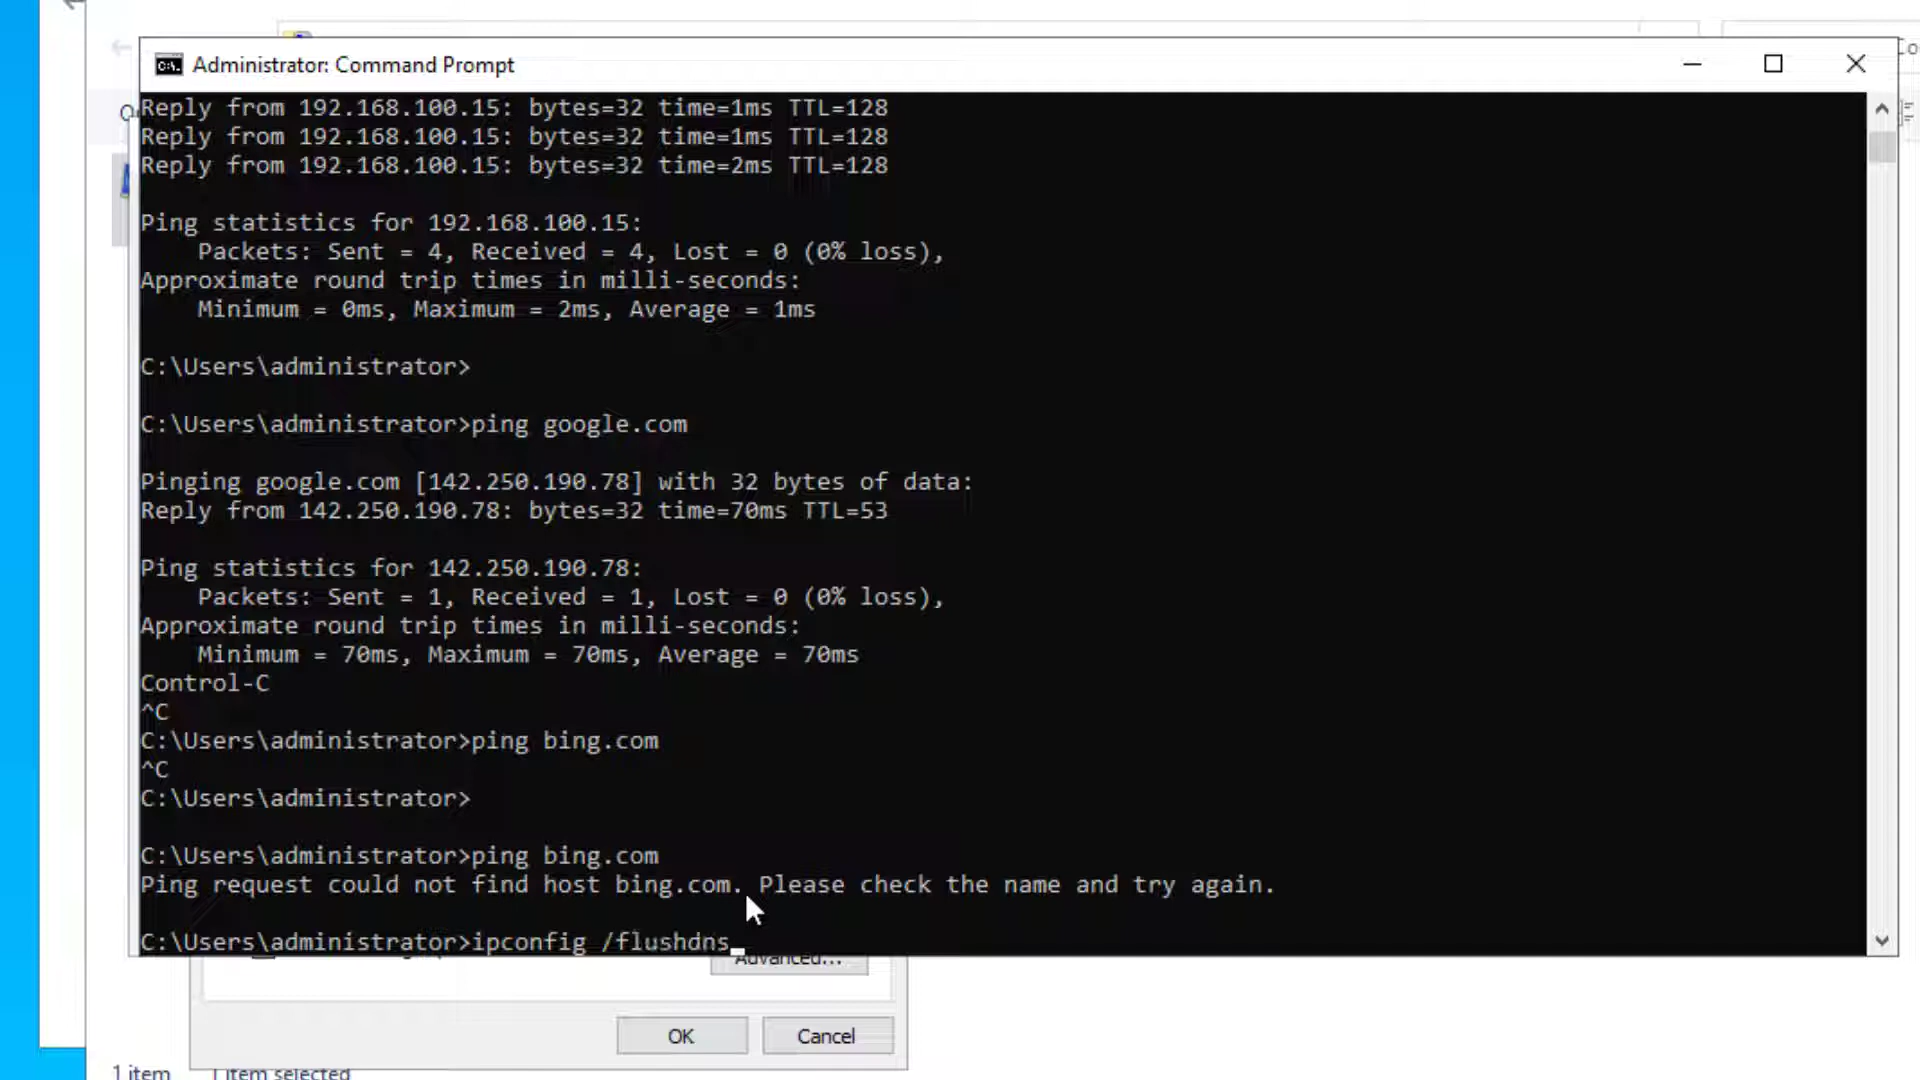 Administrator: Command Prompt
Reply from 192.168.100.15: bytes=32 time=1ms TTL=128
Reply from 192.168.100.15: bytes=32 time=1ms TTL=128
Reply from 192.168.100.15: bytes=32 time=2ms TTL=128
Ping statistics for 192.168.100.15:
Packets: Sent = 4, Received = 4, Lost = 0 (0% loss),
Approximate round trip times in milli-seconds:
Minimum = 0ms, Maximum = 2ms, Average = 1ms
C:\Users\administrator>
C:\Users\administrator>ping google.com
Pinging google.com [142.250.190.78] with 32 bytes of data:
Reply from 142.250.190.78: bytes=32 time=70ms TTL=53
Ping statistics for 142.250.190.78:
Packets: Sent = 1, Received = 1, Lost = 0 (0% loss),
Approximate round trip times in milli-seconds:
Minimum = 70ms, Maximum = 70ms, Average = 70ms
Control-C
^C
C:\Users\administrator>ping bing.com
^C
C:\Users\administrator>
C:\Users\administrator>ping bing.com
Ping request could not find host bing.com. Please check the name and try again.
C:\Users\administrator>ipconfig /flushdns_
Advanced...
OK Cancel
1 item 1 item selected